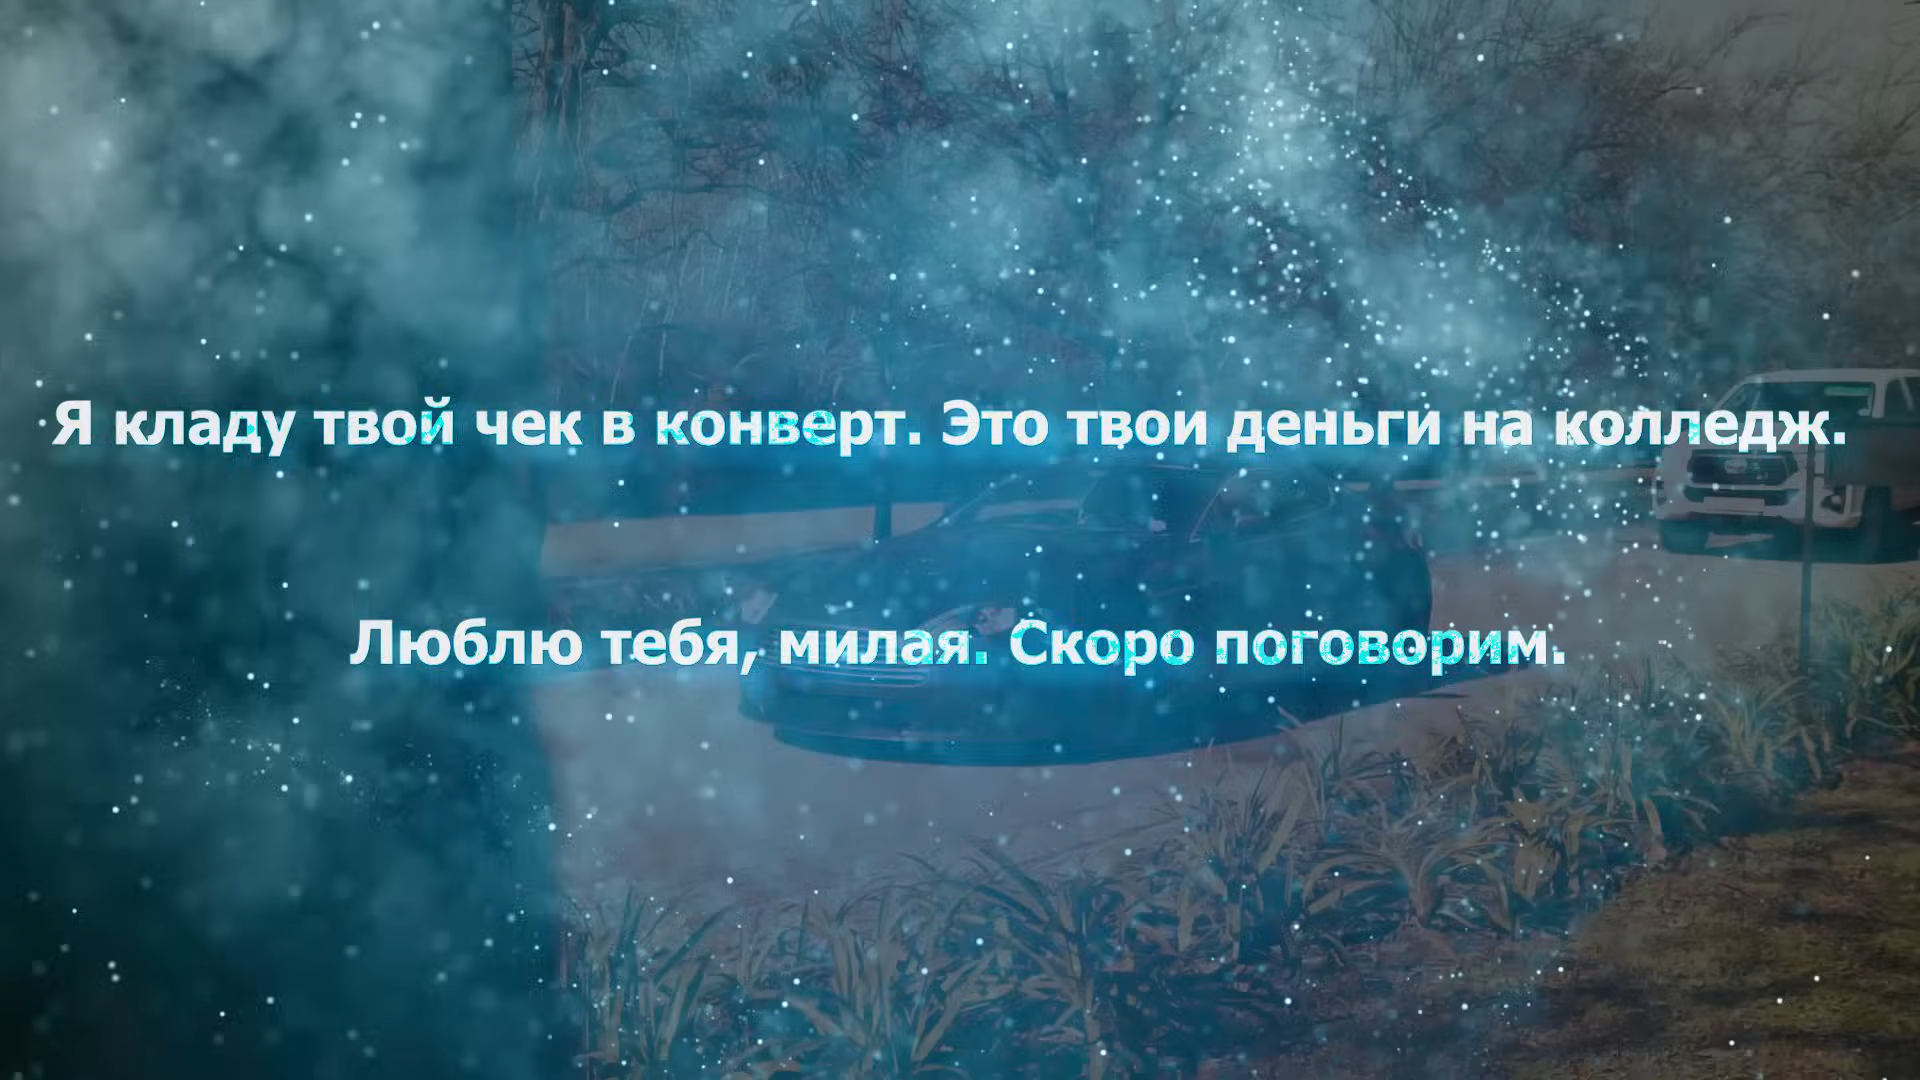 Я кладу твой чек в конверт. Это твои деньги на колледж.
Люблю тебя, милая. Скоро поговорим.